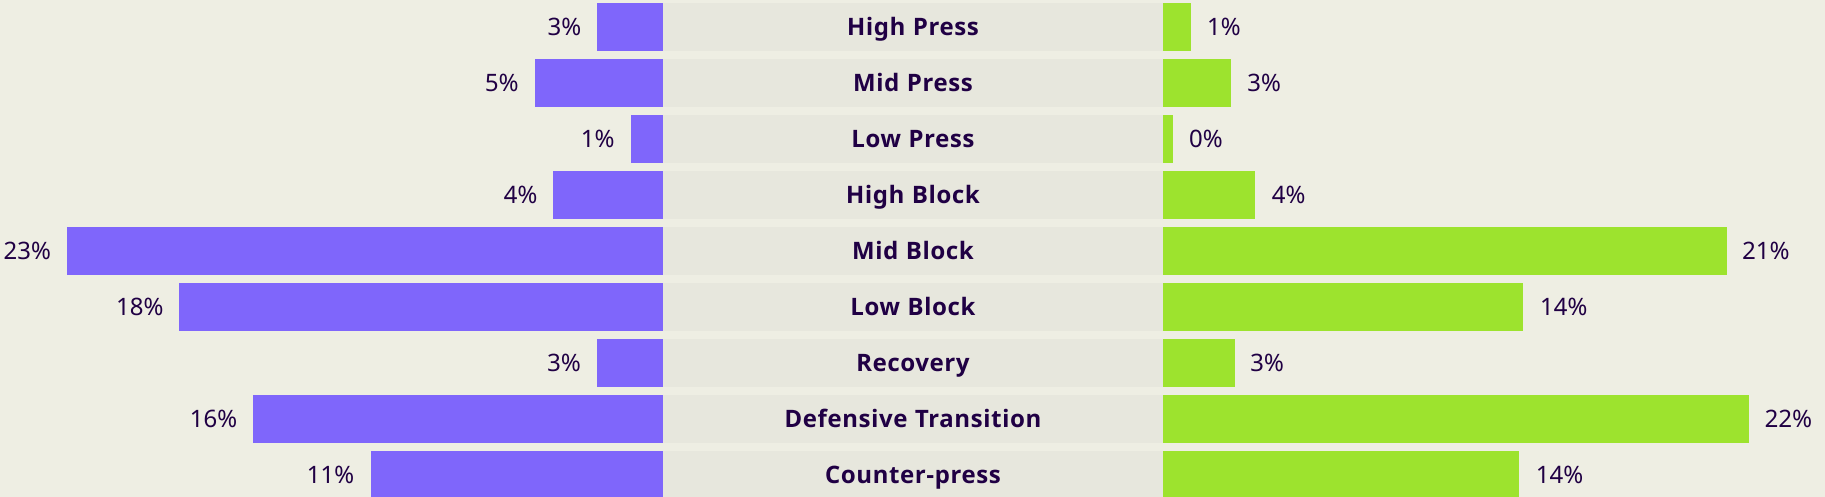 3% High Press 1%
5% Mid Press 3%
1% Low Press 0%
4% High Block 4%
23% Mid Block 21%
18% Low Block 14%
3% Recovery 3%
16% Defensive Transition 22%
11% Counter-press 14%